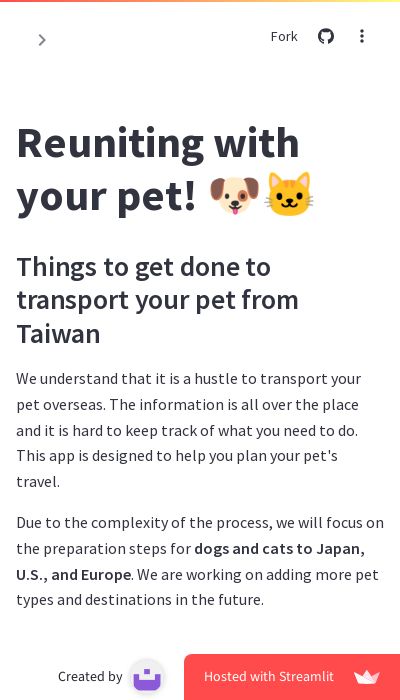 Fork
Reuniting with
your pet! 🐶🐱
Things to get done to
transport your pet from
Taiwan
We understand that it is a hustle to transport your
pet overseas. The information is all over the place
and it is hard to keep track of what you need to do.
This app is designed to help you plan your pet's
travel.
Due to the complexity of the process, we will focus on
the preparation steps for dogs and cats to Japan,
U.S., and Europe. We are working on adding more pet
types and destinations in the future.
Created by
Hosted with Streamlit